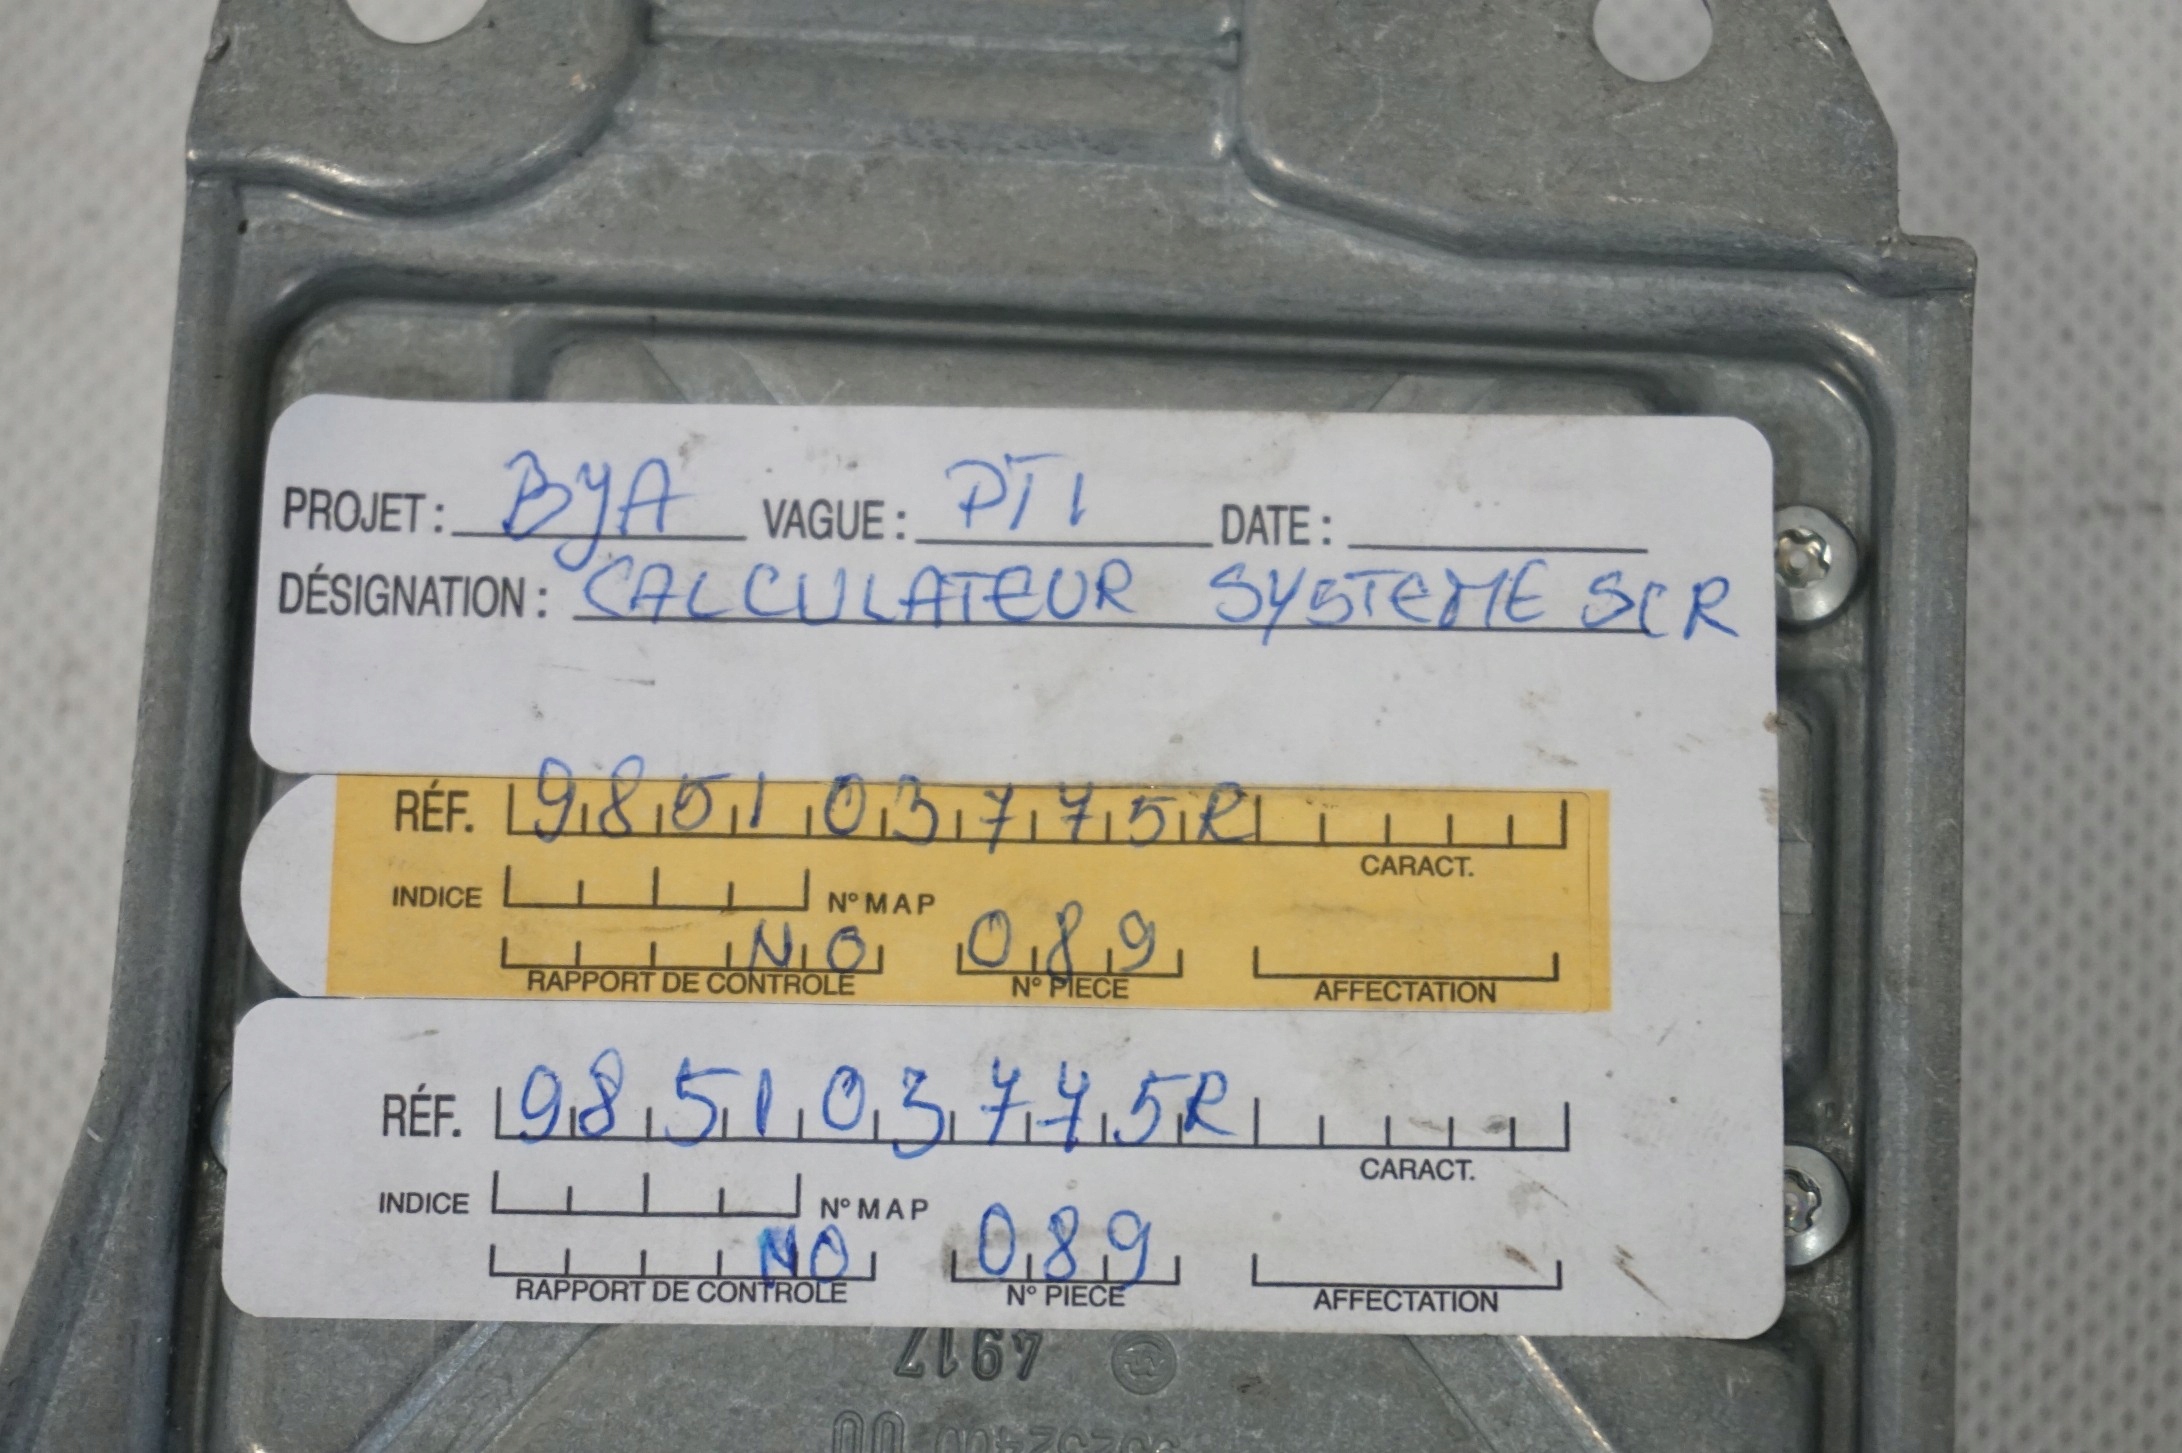 PROJET : BJA VAGUE : PT1 DATE :
DÉSIGNATION : CALCULATEUR SYSTEME SCR
RÉF. 985103775R
CARACT.
INDICE N° MAP
NO 089
RAPPORT DE CONTROLE N° PIECE AFFECTATION
RÉF. 985103775R
CARACT.
INDICE N° MAP
NO 089
RAPPORT DE CONTROLE N° PIECE AFFECTATION
4917